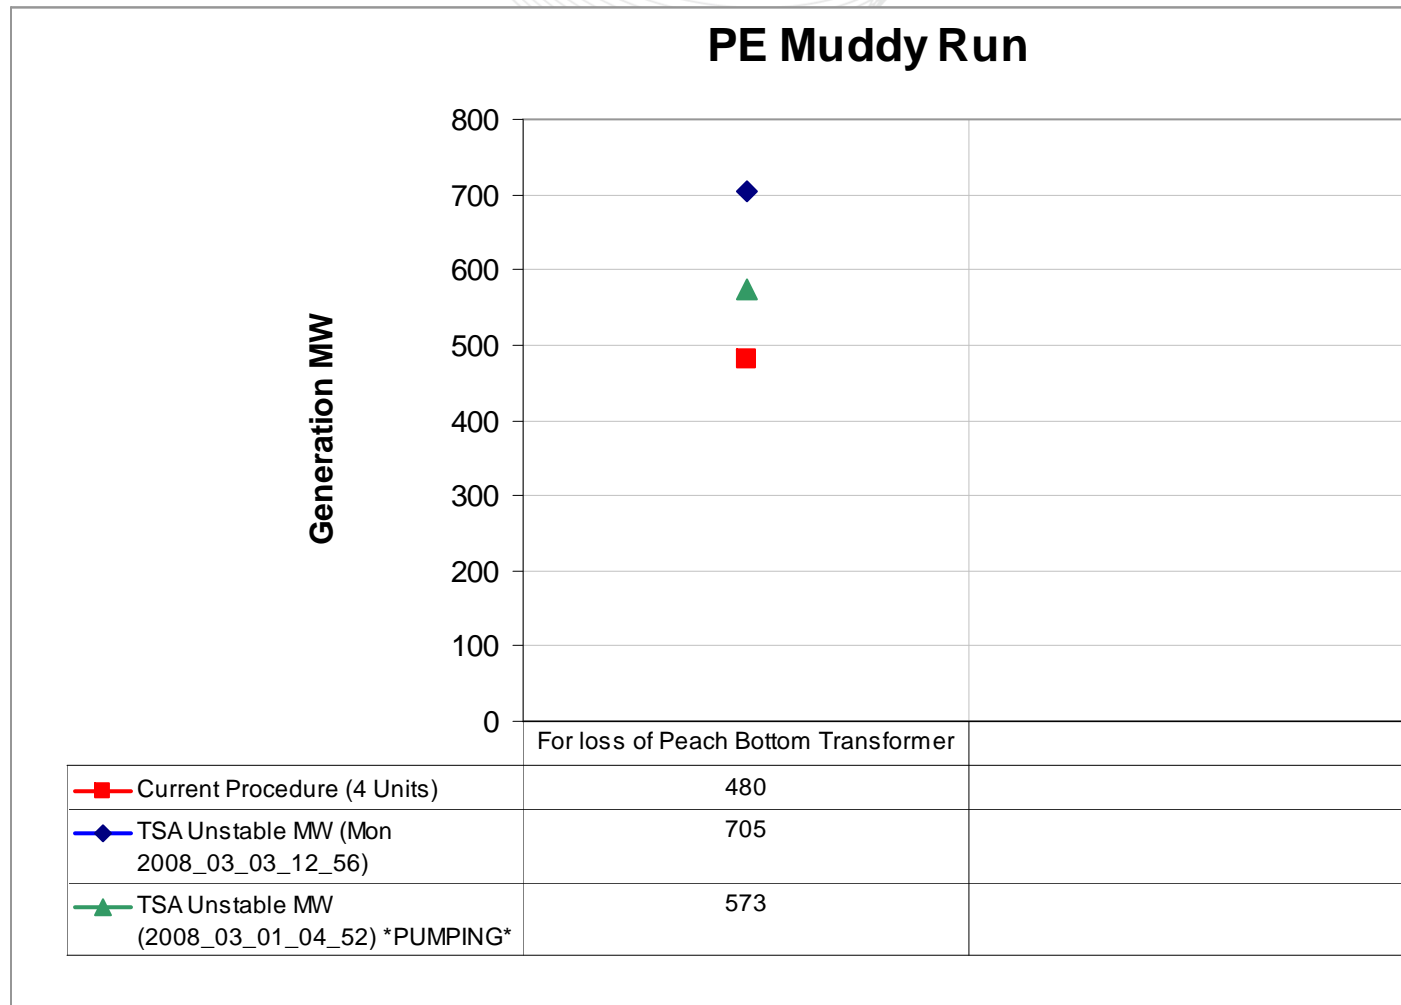 PE Muddy Run
800
700
600
500
400
300
200
100
0
Generation MW
For loss of Peach Bottom Transformer
Current Procedure (4 Units) 480
TSA Unstable MW (Mon 705
2008_03_03_12_56)
TSA Unstable MW 573
(2008_03_01_04_52) *PUMPING*